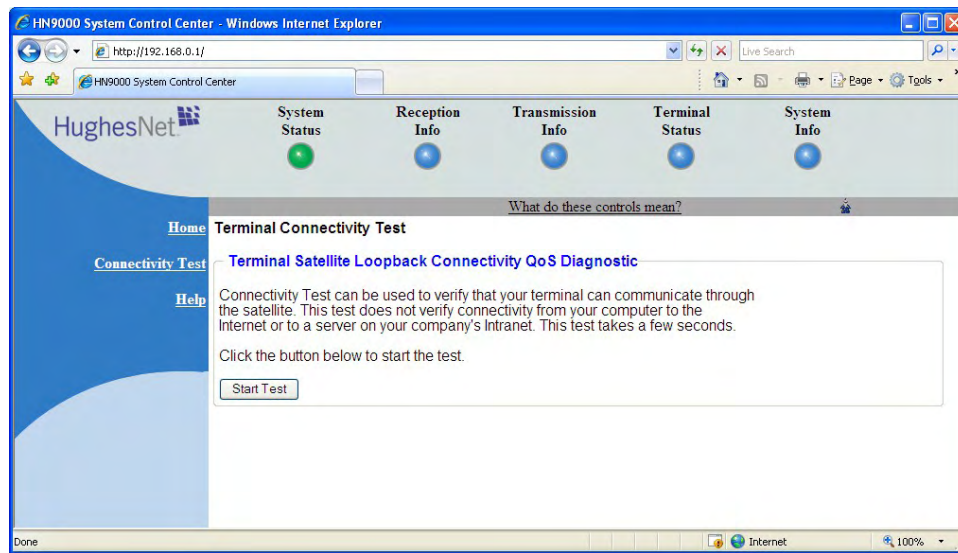 HN9000 System Control Center - Windows Internet Explorer
http://192.168.0.1/
Live Search
HN9000 System Control Center
Page
Tools
HughesNet
System Status
Reception Info
Transmission Info
Terminal Status
System Info
What do these controls mean?
Home
Connectivity Test
Help
Terminal Connectivity Test
Terminal Satellite Loopback Connectivity QoS Diagnostic
Connectivity Test can be used to verify that your terminal can communicate through
the satellite. This test does not verify connectivity from your computer to the
Internet or to a server on your company's Intranet. This test takes a few seconds.
Click the button below to start the test.
Start Test
Done
Internet
100%